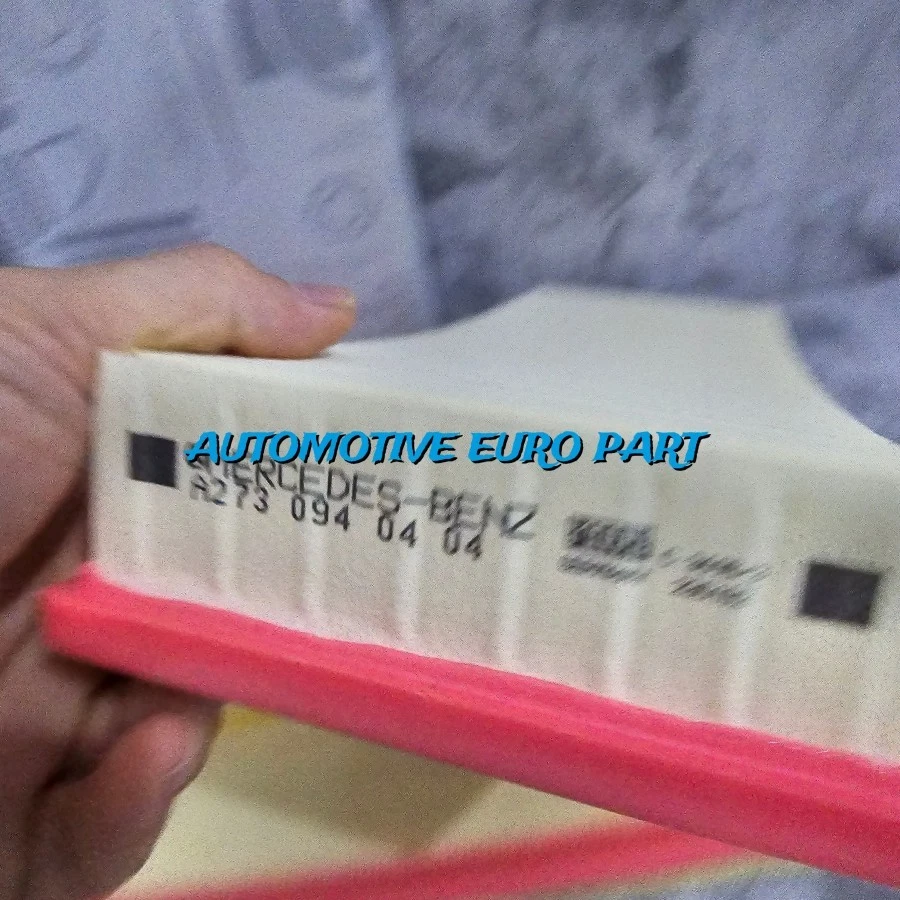 AUTOMOTIVE EURO PART
MERCEDES-BENZ
A273 094 04 04